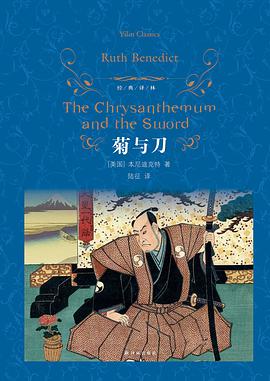 Yilin Classics
Ruth Benedict
经/典/译/林
The Chrysanthemum
and the Sword
菊与刀
[美国] 本尼迪克特 著
陆征 译
译林出版社